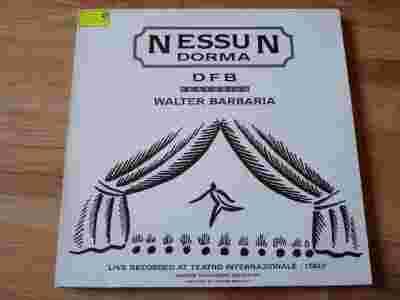 NESSUN
DORMA
DFB
WALTER BARBARIA
LIVE RECORDED AT TEATRO INTERNAZIONALE - ITALY